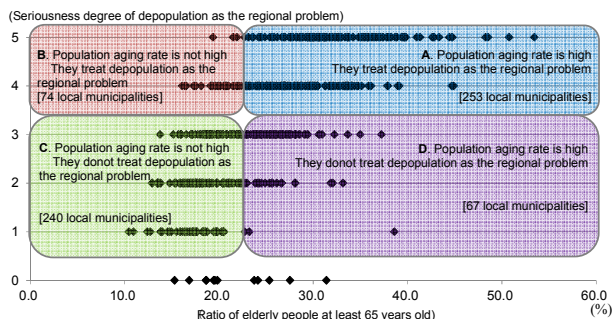 (Seriousness degree of depopulation as the regional problem)
5
4
3
2
1
0
B. Population aging rate is not high
They treat depopulation as the
regional problem
[74 local municipalities]
A. Population aging rate is high
They treat depopulation as the regional problem
[253 local municipalities]
C. Population aging rate is not high
They donot treat depopulation as
the regional problem
[240 local municipalities]
D. Population aging rate is high
They donot treat depopulation as the regional problem
[67 local municipalities]
0.0 10.0 20.0 30.0 40.0 50.0 60.0
(%)
Ratio of elderly people at least 65 years old)